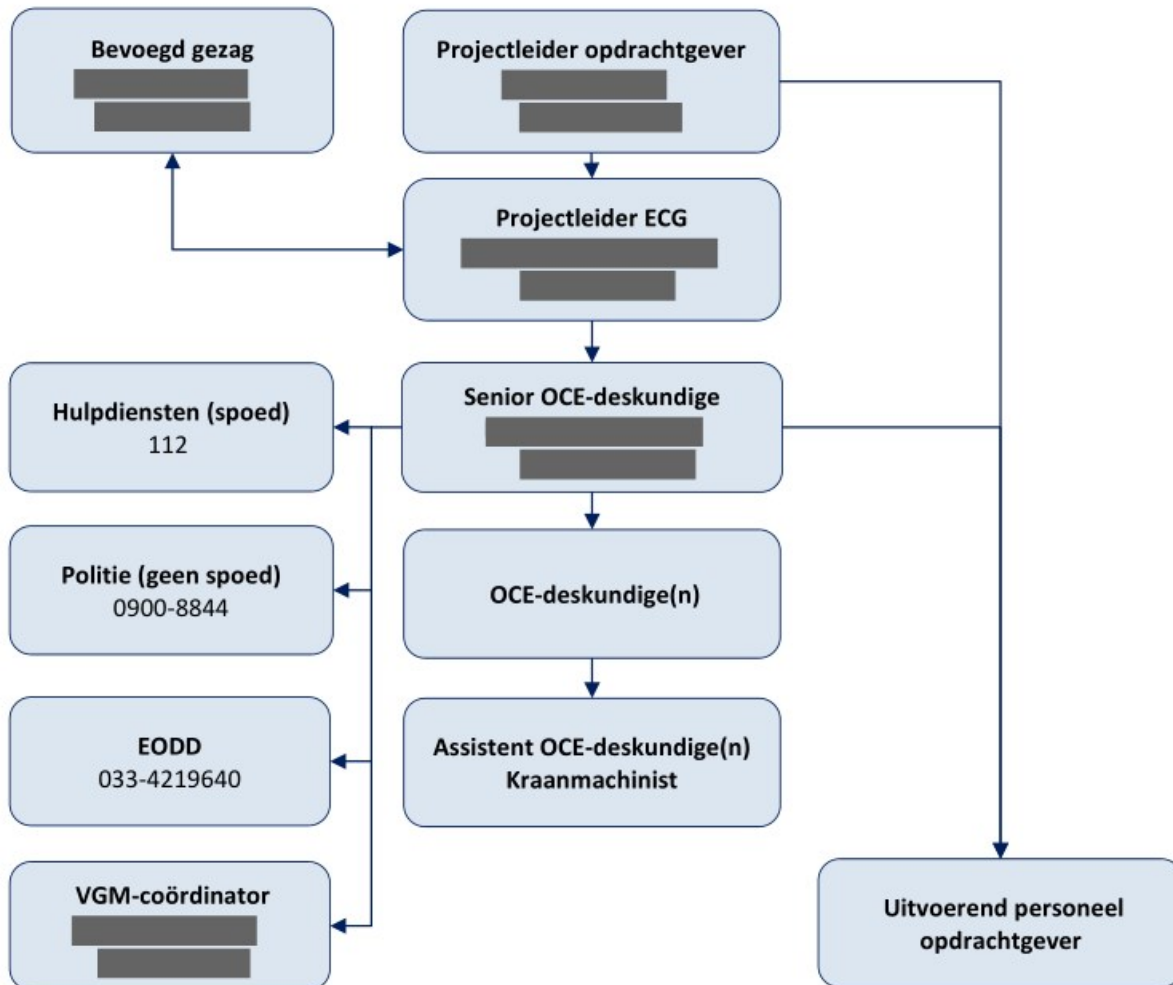 Bevoegd gezag
Projectleider opdrachtgever
Projectleider ECG
Senior OCE-deskundige
Hulpdiensten (spoed)
112
Politie (geen spoed)
0900-8844
OCE-deskundige(n)
EODD
033-4219640
Assistent OCE-deskundige(n)
Kraanmachinist
VGM-coördinator
Uitvoerend personeel
opdrachtgever